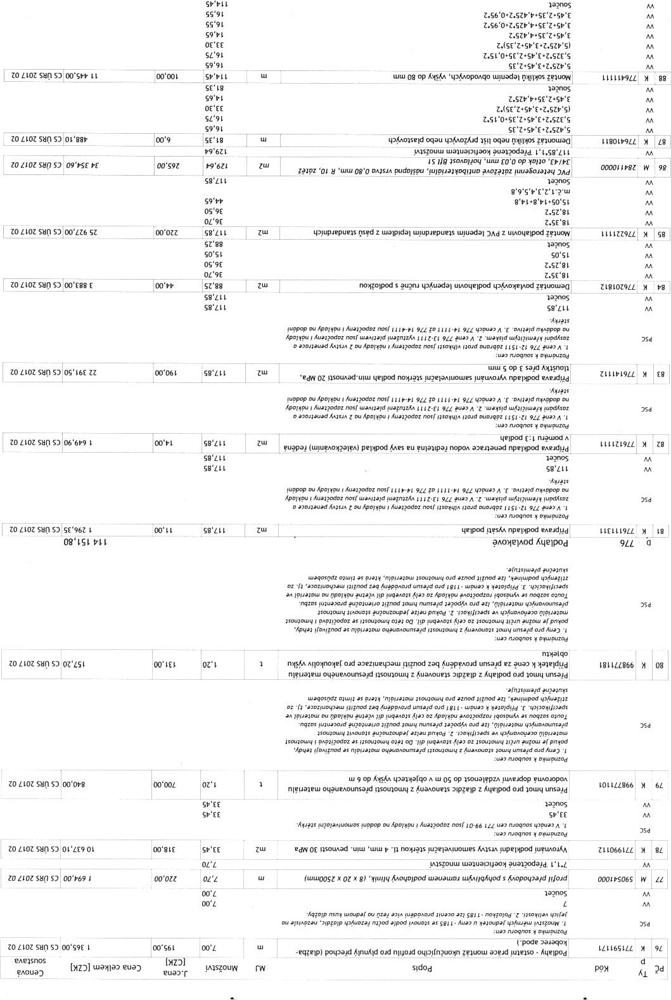 PČ Ty p Kód Popis MJ Množství J.cena [CZK] Cena celkem [CZK] Cenová soustava
76 K 771591171 Podlahy - ostatní práce montáž ukončujícího profilu pro plynulý přechod (dlažba- m 7,00 195,00 1 365,00 CS ÚRS 2017 02
koberec apod.)
PSC Poznámka k souboru cen:
1. Množství měrných jednotek u ceny -1185 se stanoví podle počtu řezaných dlaždic, nezávisle na
jejich velikosti. 2. Položkou -1185 lze ocenit provádění více řezů na jednom kusu dlažby.
VV 7 7,00
VV Součet 7,00
77 M 590541000 profil přechodový s pohyblivým ramenem podlahový hliník, (8 x 20 x 2500mm) m 7,70 220,00 1 694,00 CS ÚRS 2017 02
VV 7*1,1 Přepočtené koeficientem množství 7,70
78 K 771990112 Vyrovnání podkladní vrstvy samonivelační stěrkou tl. 4 mm, min. pevnosti 30 MPa m2 33,45 318,00 10 637,10 CS ÚRS 2017 02
PSC Poznámka k souboru cen:
1. V cenách souboru cen 771 99-01 jsou započteny i náklady na dodání samonivelační stěrky.
VV 33,45 33,45
VV Součet 33,45
79 K 998771101 Přesun hmot pro podlahy z dlaždic stanovený z hmotnosti přesunovaného materiálu t 1,20 700,00 840,00 CS ÚRS 2017 02
vodorovná dopravní vzdálenost do 50 m v objektech výšky do 6 m
PSC Poznámka k souboru cen:
1. Ceny pro přesun hmot stanovený z hmotnosti přesunovaného materiálu se používají tehdy,
pokud je možné určit hmotnost za celý stavební díl. Do této hmotnosti se započítává i hmotnost
materiálů oceňovaných ve specifikaci. 2. Pokud nelze jednoznačně stanovit hmotnost
přesunovaných materiálů, lze pro výpočet přesunu hmot použít orientačně procentní sazbu.
Touto sazbou se vynásobí rozpočtové náklady za celý stavební díl včetně nákladů na materiál ve
specifikacích. 3. Příplatek k cenám -1181 pro přesun prováděný bez použití mechanizace, tj. za
ztížených podmínek, lze použít pouze pro hmotnost materiálu, která se tímto způsobem
skutečně přemísťuje.
80 K 998771181 Přesun hmot pro podlahy z dlaždic stanovený z hmotnosti přesunovaného materiálu t 1,20 131,00 157,20 CS ÚRS 2017 02
Příplatek k ceně za přesun prováděný bez použití mechanizace pro jakoukoliv výšku
objektu
PSC Poznámka k souboru cen:
1. Ceny pro přesun hmot stanovený z hmotnosti přesunovaného materiálu se používají tehdy,
pokud je možné určit hmotnost za celý stavební díl. Do této hmotnosti se započítává i hmotnost
materiálů oceňovaných ve specifikaci. 2. Pokud nelze jednoznačně stanovit hmotnost
přesunovaných materiálů, lze pro výpočet přesunu hmot použít orientačně procentní sazbu.
Touto sazbou se vynásobí rozpočtové náklady za celý stavební díl včetně nákladů na materiál ve
specifikacích. 3. Příplatek k cenám -1181 pro přesun prováděný bez použití mechanizace, tj. za
ztížených podmínek, lze použít pouze pro hmotnost materiálu, která se tímto způsobem
skutečně přemísťuje.
D 776 Podlahy povlakové 114 151,80
81 K 776111311 Příprava podkladu vysátí podlah m2 117,85 11,00 1 296,35 CS ÚRS 2017 02
PSC Poznámka k souboru cen:
1. V ceně 776 12-1511 zábrana proti vlhkosti jsou započteny i náklady na 2 vrstvy penetrace a
zasypání křemičitým pískem. 2. V ceně 776 13-2111 vyztužení pletivem jsou započteny i náklady
na dodávku pletiva. 3. V cenách 776 14-1111 až 776 14-4111 jsou započteny i náklady na dodání
stěrky.
VV 117,85 117,85
VV Součet 117,85
82 K 776121111 Příprava podkladu penetrace vodou ředitelná na savý podklad (válečkováním) ředěná m2 117,85 14,00 1 649,90 CS ÚRS 2017 02
v poměru 1:3 podlah
PSC Poznámka k souboru cen:
1. V ceně 776 12-1511 zábrana proti vlhkosti jsou započteny i náklady na 2 vrstvy penetrace a
zasypání křemičitým pískem. 2. V ceně 776 13-2111 vyztužení pletivem jsou započteny i náklady
na dodávku pletiva. 3. V cenách 776 14-1111 až 776 14-4111 jsou započteny i náklady na dodání
stěrky.
83 K 776141112 Příprava podkladu vyrovnání samonivelační stěrkou podlah min.pevnosti 20 MPa, m2 117,85 190,00 22 391,50 CS ÚRS 2017 02
tloušťky přes 3 do 5 mm
PSC Poznámka k souboru cen:
1. V ceně 776 12-1511 zábrana proti vlhkosti jsou započteny i náklady na 2 vrstvy penetrace a
zasypání křemičitým pískem. 2. V ceně 776 13-2111 vyztužení pletivem jsou započteny i náklady
na dodávku pletiva. 3. V cenách 776 14-1111 až 776 14-4111 jsou započteny i náklady na dodání
stěrky.
VV 117,85 117,85
VV Součet 117,85
84 K 776201812 Demontáž povlakových podlahovin lepených ručně s podložkou m2 88,25 44,00 3 883,00 CS ÚRS 2017 02
VV 18,35*2 36,70
VV 18,25*2 36,50
VV 15,05 15,05
VV Součet 88,25
85 K 776221111 Montáž podlahovin z PVC lepením standardním lepidlem z pásů standardních m2 117,85 220,00 25 927,00 CS ÚRS 2017 02
VV 18,35*2 36,70
VV 18,25*2 36,50
VV 15,05+14,8+14,8 44,65
VV m.č.1,2,3,4,5,6,8
VV Součet 117,85
86 M 284110000 PVC heterogenní zátěžové antibakteriální, nášlapná vrstva 0,80 mm, R 10, zátěž m2 129,64 265,00 34 354,60 CS ÚRS 2017 02
34/43, otlak do 0,03 mm, hořlavost Bfl S1
VV 117,85*1,1 Přepočtené koeficientem množství 129,64
87 K 776410811 Demontáž soklíků nebo lišt pryžových nebo plastových m 81,35 6,00 488,10 CS ÚRS 2017 02
VV 5,425*2+3,45+2,35 16,65
VV 5,325*2+3,45+2,35+0,15*2 16,75
VV (5,425*2+3,45+2,35)*2 33,30
VV 3,45+2,35+4,425*2 14,65
VV Součet 81,35
88 K 776411111 Montáž soklíků lepením obvodových, výšky do 80 mm m 114,45 100,00 11 445,00 CS ÚRS 2017 02
VV 5,425*2+3,45+2,35 16,65
VV 5,325*2+3,45+2,35+0,15*2 16,75
VV (5,425*2+3,45+2,35)*2 33,30
VV 3,45+2,35+4,425*2 14,65
VV 3,45+2,35+4,425*2+0,95*2 16,55
VV 3,45+2,35+4,425*2+0,95*2 16,55
VV Součet 114,45